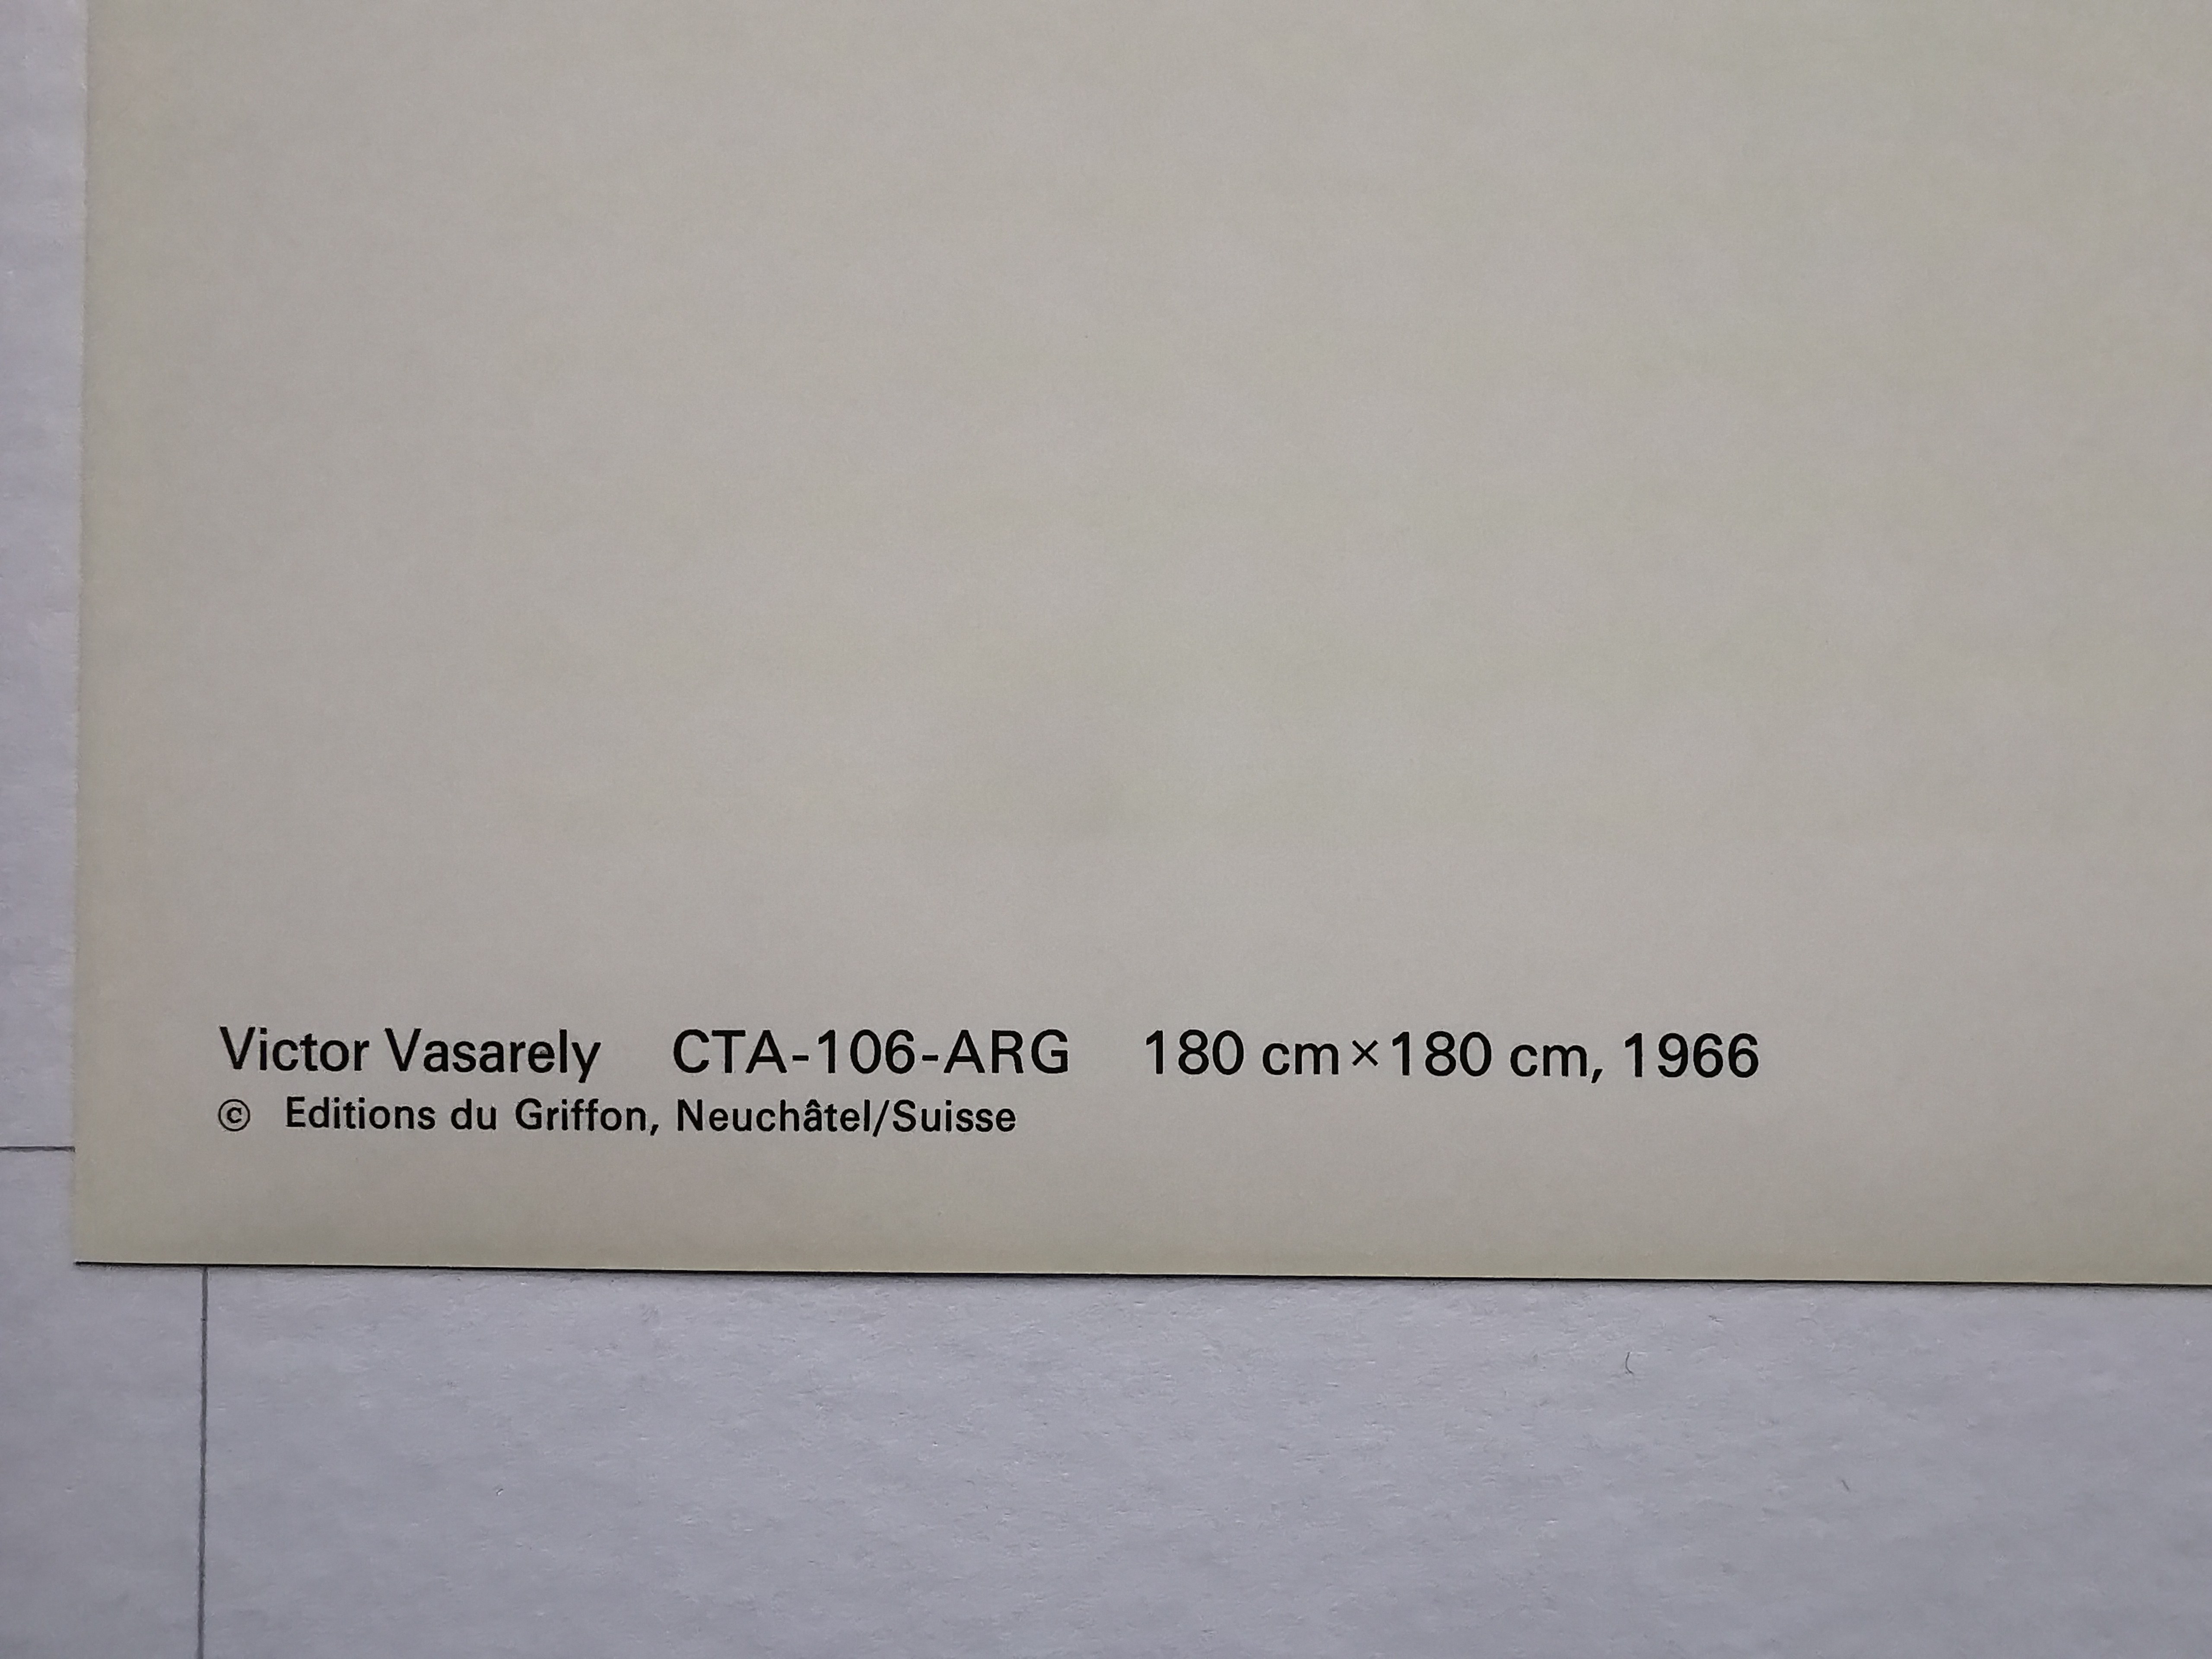 Victor Vasarely CTA-106-ARG 180 cm×180 cm, 1966
© Editions du Griffon, Neuchâtel/Suisse